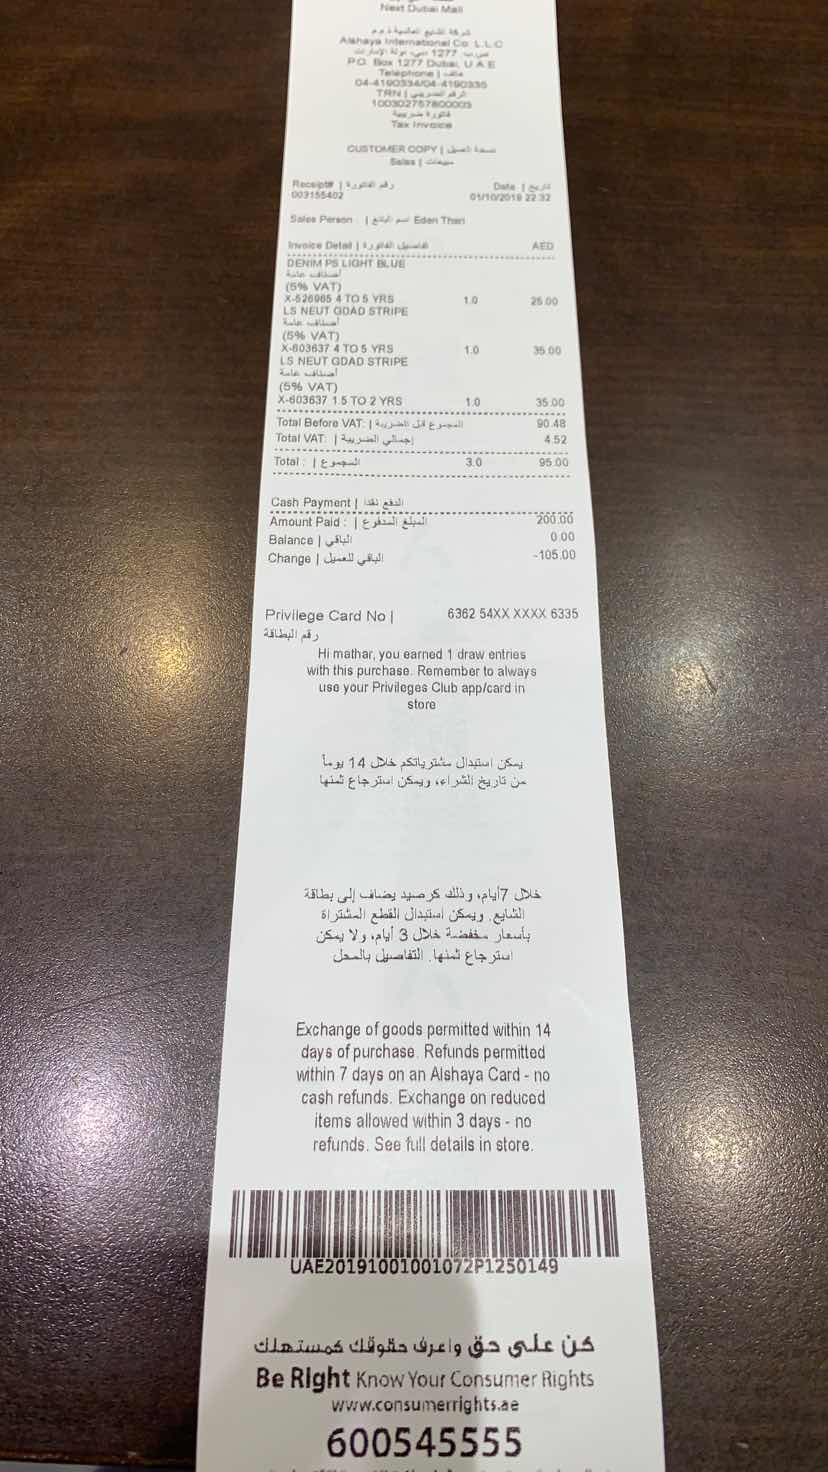 Next Dubai Mall
شركة الشايع العالمية ذ.م.م
Alshaya International Co. L.L.C
ص.ب 1277 دبي، دولة الإمارات
P.O. Box 1277 Dubai, U.A.E
Telephone | هاتف
04-4190334/04-4190335
TRN | الرقم الضريبي
100302757800003
فاتورة ضريبية
Tax Invoice
CUSTOMER COPY | نسخة العميل
Sales | مبيعات
Receipt# | رقم الفاتورة Date | تاريخ
003155402 01/10/2019 22:32
Sales Person | اسم البائع Eden Theri
Invoice Detail | تفاصيل الفاتورة AED
DENIM PS LIGHT BLUE
أصناف عامة
(5% VAT)
X-526965 4 TO 5 YRS 1.0 25.00
LS NEUT GDAD STRIPE
أصناف عامة
(5% VAT)
X-603637 4 TO 5 YRS 1.0 35.00
LS NEUT GDAD STRIPE
أصناف عامة
(5% VAT)
X-603637 1.5 TO 2 YRS 1.0 35.00
Total Before VAT: | المجموع قبل الضريبة 90.48
Total VAT: | إجمالي الضريبة 4.52
Total : | المجموع 3.0 95.00
Cash Payment | الدفع نقدا
Amount Paid : | المبلغ المدفوع 200.00
Balance | الباقي 0.00
Change | الباقي للعميل -105.00
Privilege Card No | 6362 54XX XXXX 6335
رقم البطاقة
Hi mathar, you earned 1 draw entries
with this purchase. Remember to always
use your Privileges Club app/card in
store
يمكن استبدال مشترياتكم خلال 14 يوماً
من تاريخ الشراء، ويمكن استرجاع ثمنها
خلال 7أيام، وذلك كرصيد يضاف إلى بطاقة
الشايع. ويمكن استبدال القطع المشتراة
بأسعار مخفضة خلال 3 أيام، ولا يمكن
استرجاع ثمنها. التفاصيل بالمحل
Exchange of goods permitted within 14
days of purchase. Refunds permitted
within 7 days on an Alshaya Card - no
cash refunds. Exchange on reduced
items allowed within 3 days - no
refunds. See full details in store.
UAE20191001001072P1250149
كن على حق واعرف حقوقك كمستهلك
Be Right Know Your Consumer Rights
www.consumerrights.ae
600545555